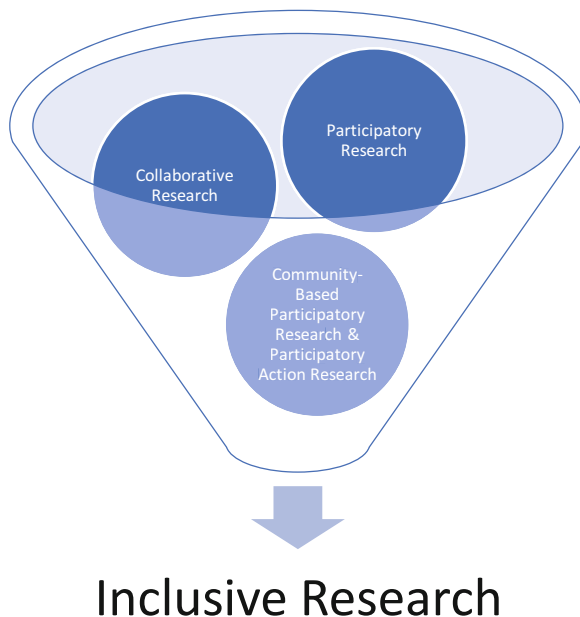 Participatory
Research
Collaborative
Research
Community-
Based
Participatory
Research &
Participatory
Action Research
Inclusive Research